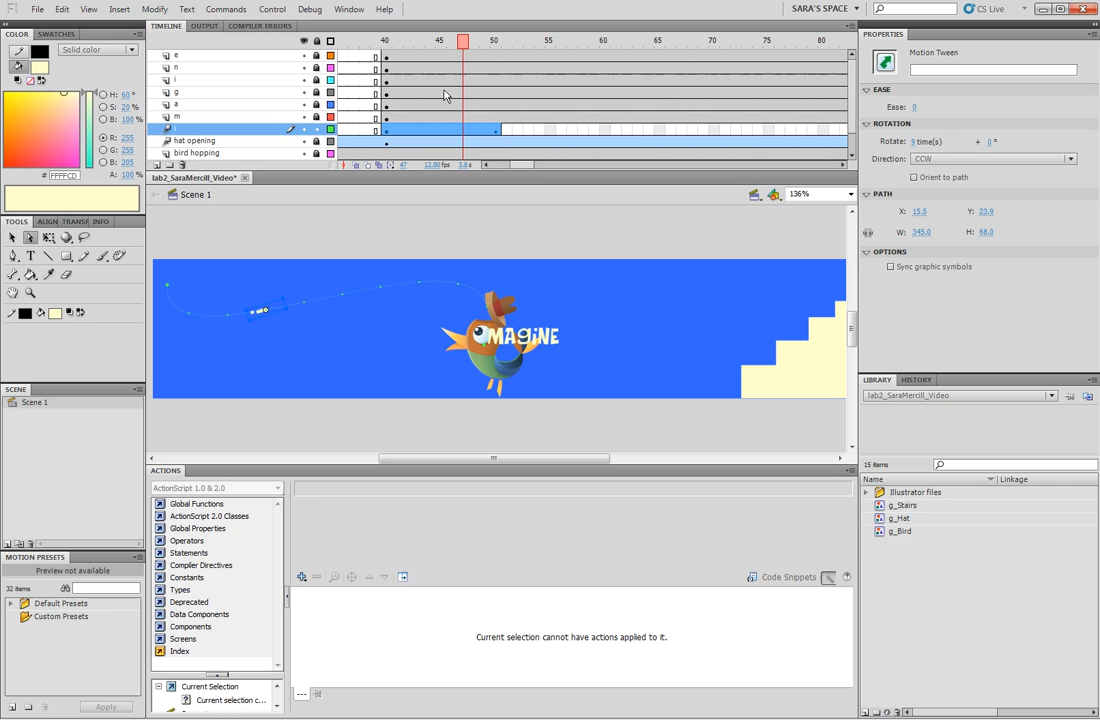 Fl File Edit View Insert Modify Text Commands Control Debug Window Help SARA'S SPACE CS Live
COLOR SWATCHES
Solid color
H: 60 °
S: 20 %
B: 100 %
R: 255
G: 255
B: 205
# FFFFCD A: 100 %
TOOLS ALIGN TRANSF INFO
SCENE
Scene 1
MOTION PRESETS
Preview not available
32 items
Default Presets
Custom Presets
Apply
TIMELINE OUTPUT COMPILER ERRORS
40 45 50 55 60 65 70 75 80
e
n
i
g
a
m
i
hat opening
bird hopping
47 12.00 fps 3.8 s
lab2_SaraMercill_Video*
Scene 1 136%
MAGINE
ACTIONS
ActionScript 1.0 & 2.0
Global Functions
ActionScript 2.0 Classes
Global Properties
Operators
Statements
Compiler Directives
Constants
Types
Deprecated
Data Components
Components
Screens
Index
Current Selection
Current selection c...
Code Snippets
Current selection cannot have actions applied to it.
PROPERTIES
Motion Tween
EASE
Ease: 0
ROTATION
Rotate: 9 time(s) + 0 °
Direction: CCW
Orient to path
PATH
X: 15.5 Y: 23.9
W: 345.0 H: 68.0
OPTIONS
Sync graphic symbols
LIBRARY HISTORY
lab2_SaraMercill_Video
15 items
Name Linkage
Illustrator files
g_Stairs
g_Hat
g_Bird